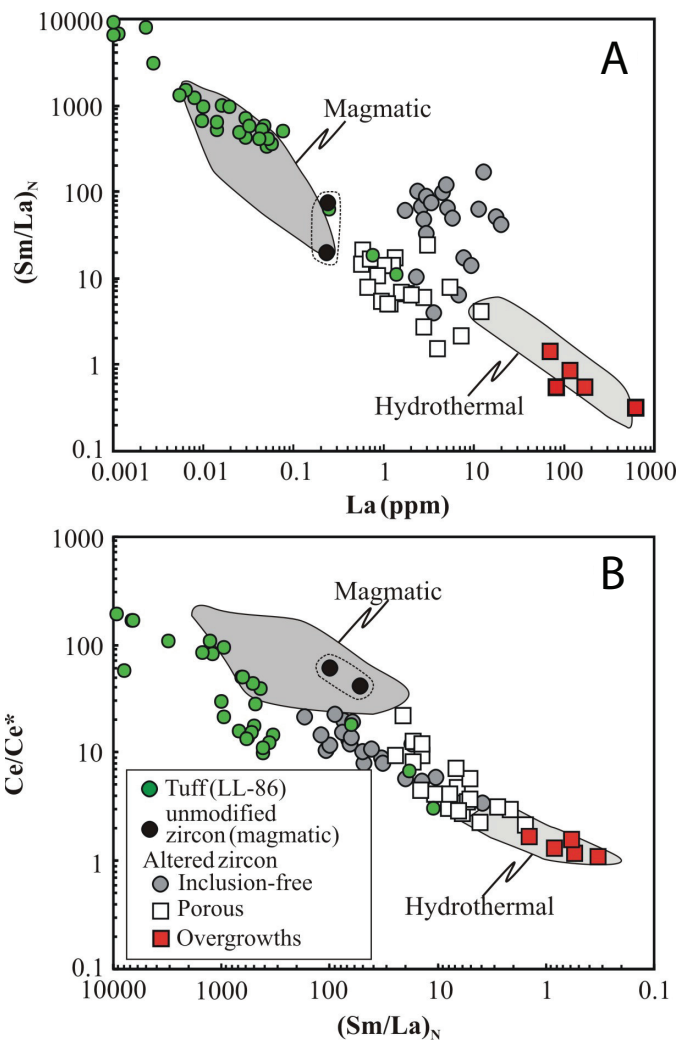 A
10000
1000
100
10
1
0.1
(Sm/La)N
Magmatic
Hydrothermal
0.001
0.01
0.1
1
10
100
1000
La (ppm)
B
1000
100
10
1
0.1
Ce/Ce*
Magmatic
Hydrothermal
Tuff (LL-86)
unmodified
zircon (magmatic)
Altered zircon
Inclusion-free
Porous
Overgrowths
10000
1000
100
10
1
0.1
(Sm/La)N